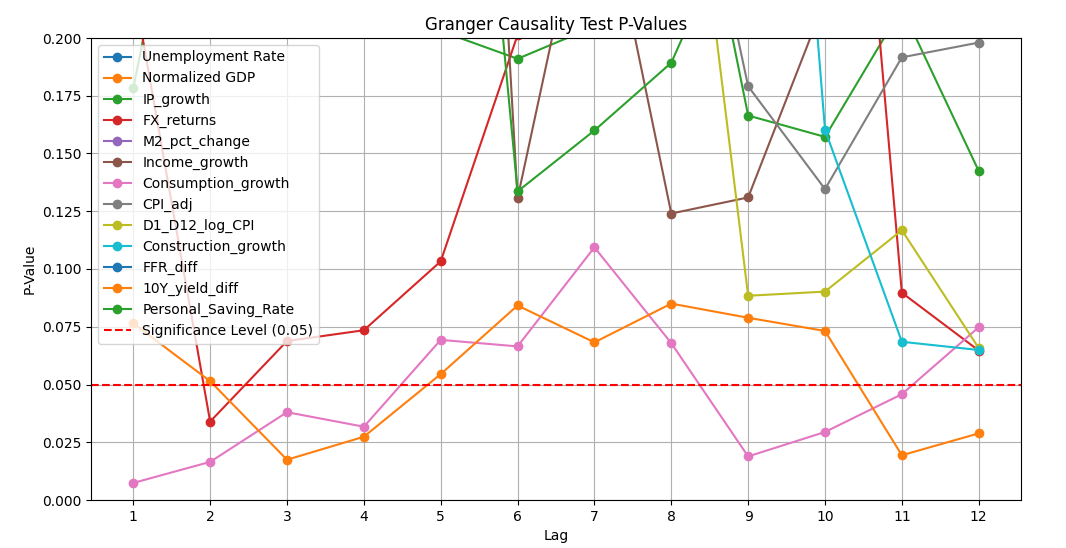 Granger Causality Test P-Values
0.200
0.175
0.150
0.125
0.100
0.075
0.050
0.025
0.000
P-Value
Unemployment Rate
Normalized GDP
IP_growth
FX_returns
M2_pct_change
Income_growth
Consumption_growth
CPI_adj
D1_D12_log_CPI
Construction_growth
FFR_diff
10Y_yield_diff
Personal_Saving_Rate
Significance Level (0.05)
1 2 3 4 5 6 7 8 9 10 11 12
Lag